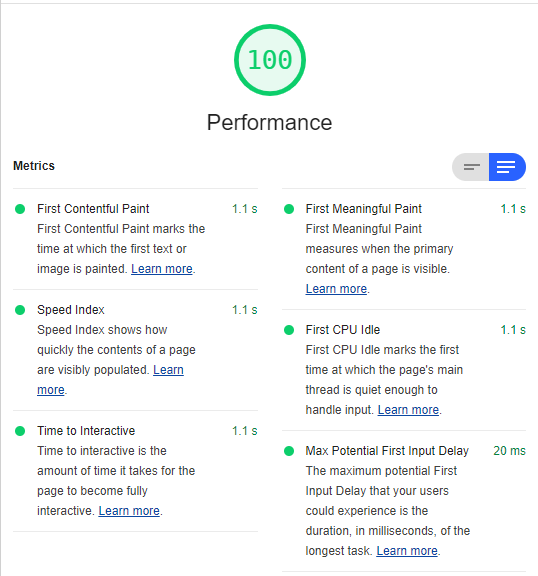 100
Performance
Metrics
First Contentful Paint 1.1 s
First Contentful Paint marks the
time at which the first text or
image is painted. Learn more.
Speed Index 1.1 s
Speed Index shows how
quickly the contents of a page
are visibly populated. Learn
more.
Time to Interactive 1.1 s
Time to interactive is the
amount of time it takes for the
page to become fully
interactive. Learn more.
First Meaningful Paint 1.1 s
First Meaningful Paint
measures when the primary
content of a page is visible.
Learn more.
First CPU Idle 1.1 s
First CPU Idle marks the first
time at which the page's main
thread is quiet enough to
handle input. Learn more.
Max Potential First Input Delay 20 ms
The maximum potential First
Input Delay that your users
could experience is the
duration, in milliseconds, of the
longest task. Learn more.